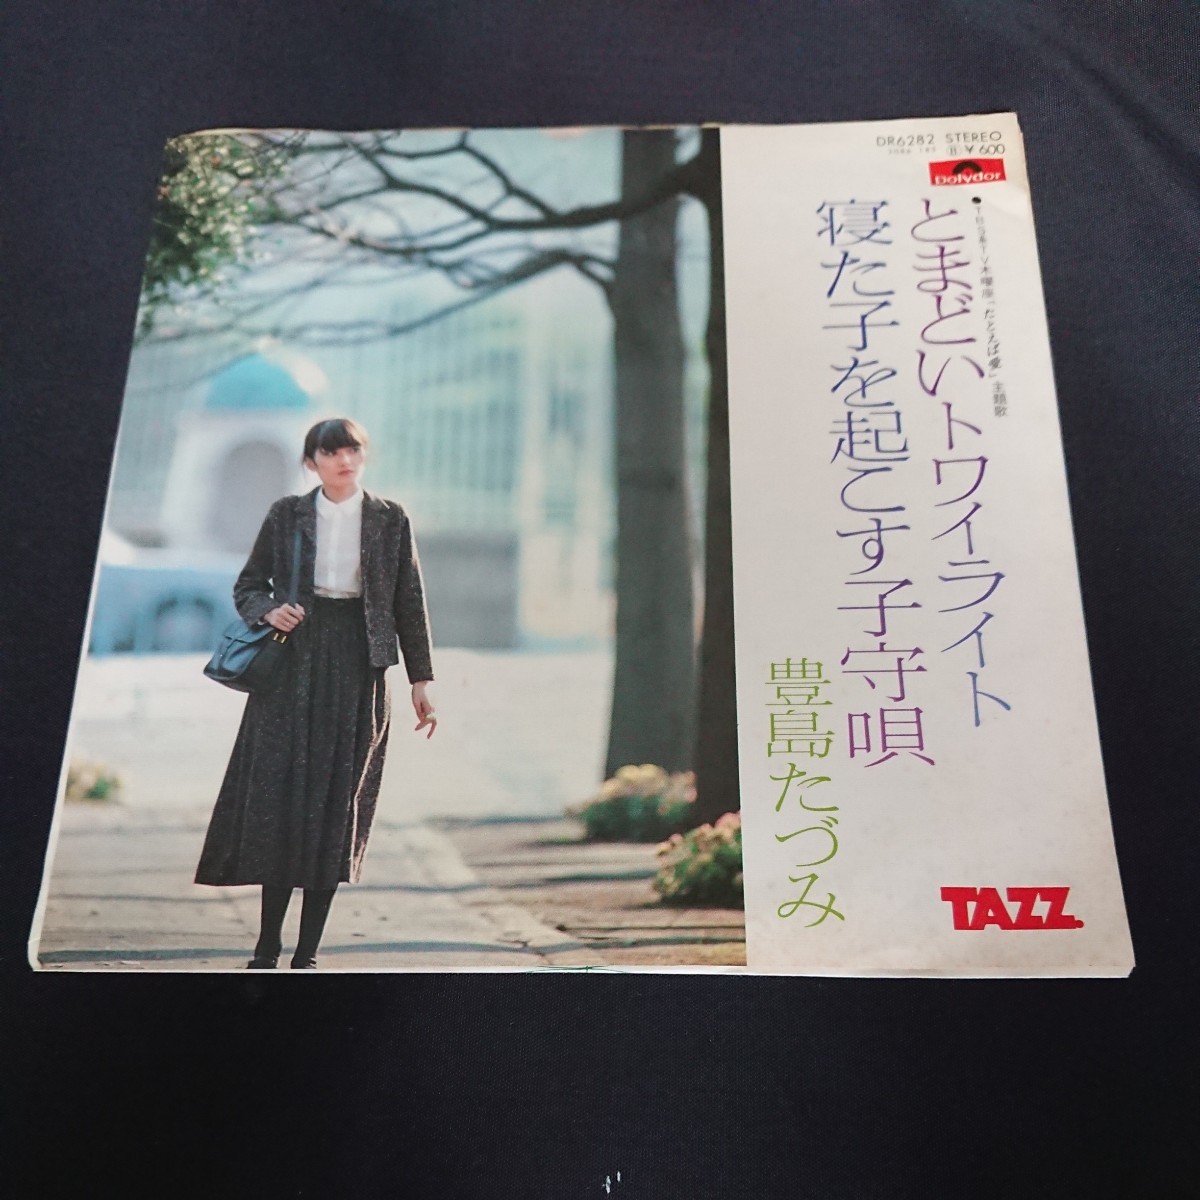 DR6282 STEREO
Ⓑ ¥600
Polydor
●TBS系TV木曜座「たとえば愛」主題歌
とまどいトワイライト
寝た子を起こす子守唄
豊島たづみ
TAZZ